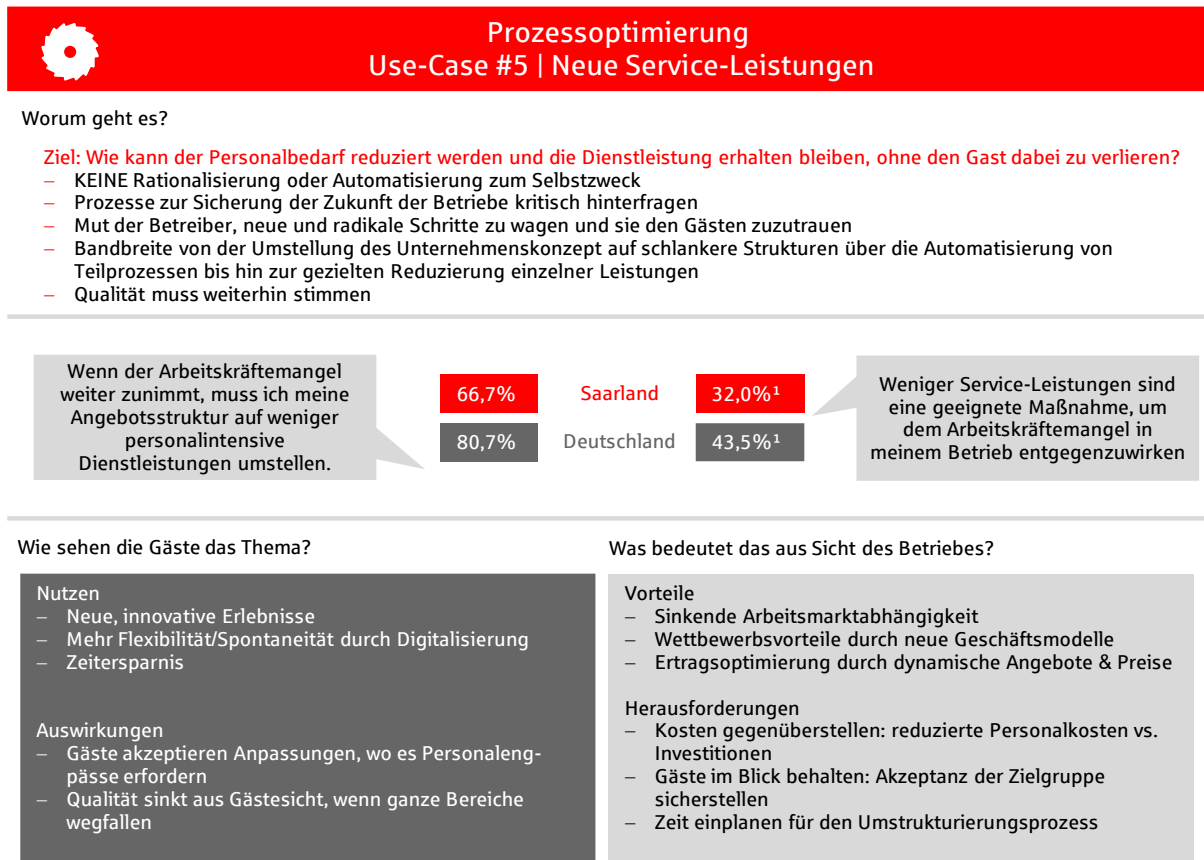 Prozessoptimierung
Use-Case #5 | Neue Service-Leistungen
Worum geht es?
Ziel: Wie kann der Personalbedarf reduziert werden und die Dienstleistung erhalten bleiben, ohne den Gast dabei zu verlieren?
– KEINE Rationalisierung oder Automatisierung zum Selbstzweck
– Prozesse zur Sicherung der Zukunft der Betriebe kritisch hinterfragen
– Mut der Betreiber, neue und radikale Schritte zu wagen und sie den Gästen zuzutrauen
– Bandbreite von der Umstellung des Unternehmenskonzept auf schlankere Strukturen über die Automatisierung von
Teilprozessen bis hin zur gezielten Reduzierung einzelner Leistungen
– Qualität muss weiterhin stimmen
Wenn der Arbeitskräftemangel
weiter zunimmt, muss ich meine
Angebotsstruktur auf weniger
personalintensive
Dienstleistungen umstellen.
66,7% Saarland 32,0%¹
80,7% Deutschland 43,5%¹
Weniger Service-Leistungen sind
eine geeignete Maßnahme, um
dem Arbeitskräftemangel in
meinem Betrieb entgegenzuwirken
Wie sehen die Gäste das Thema?
Nutzen
– Neue, innovative Erlebnisse
– Mehr Flexibilität/Spontaneität durch Digitalisierung
– Zeitersparnis
Auswirkungen
– Gäste akzeptieren Anpassungen, wo es Personaleng-
pässe erfordern
– Qualität sinkt aus Gästesicht, wenn ganze Bereiche
wegfallen
Was bedeutet das aus Sicht des Betriebes?
Vorteile
– Sinkende Arbeitsmarktabhängigkeit
– Wettbewerbsvorteile durch neue Geschäftsmodelle
– Ertragsoptimierung durch dynamische Angebote & Preise
Herausforderungen
– Kosten gegenüberstellen: reduzierte Personalkosten vs.
Investitionen
– Gäste im Blick behalten: Akzeptanz der Zielgruppe
sicherstellen
– Zeit einplanen für den Umstrukturierungsprozess